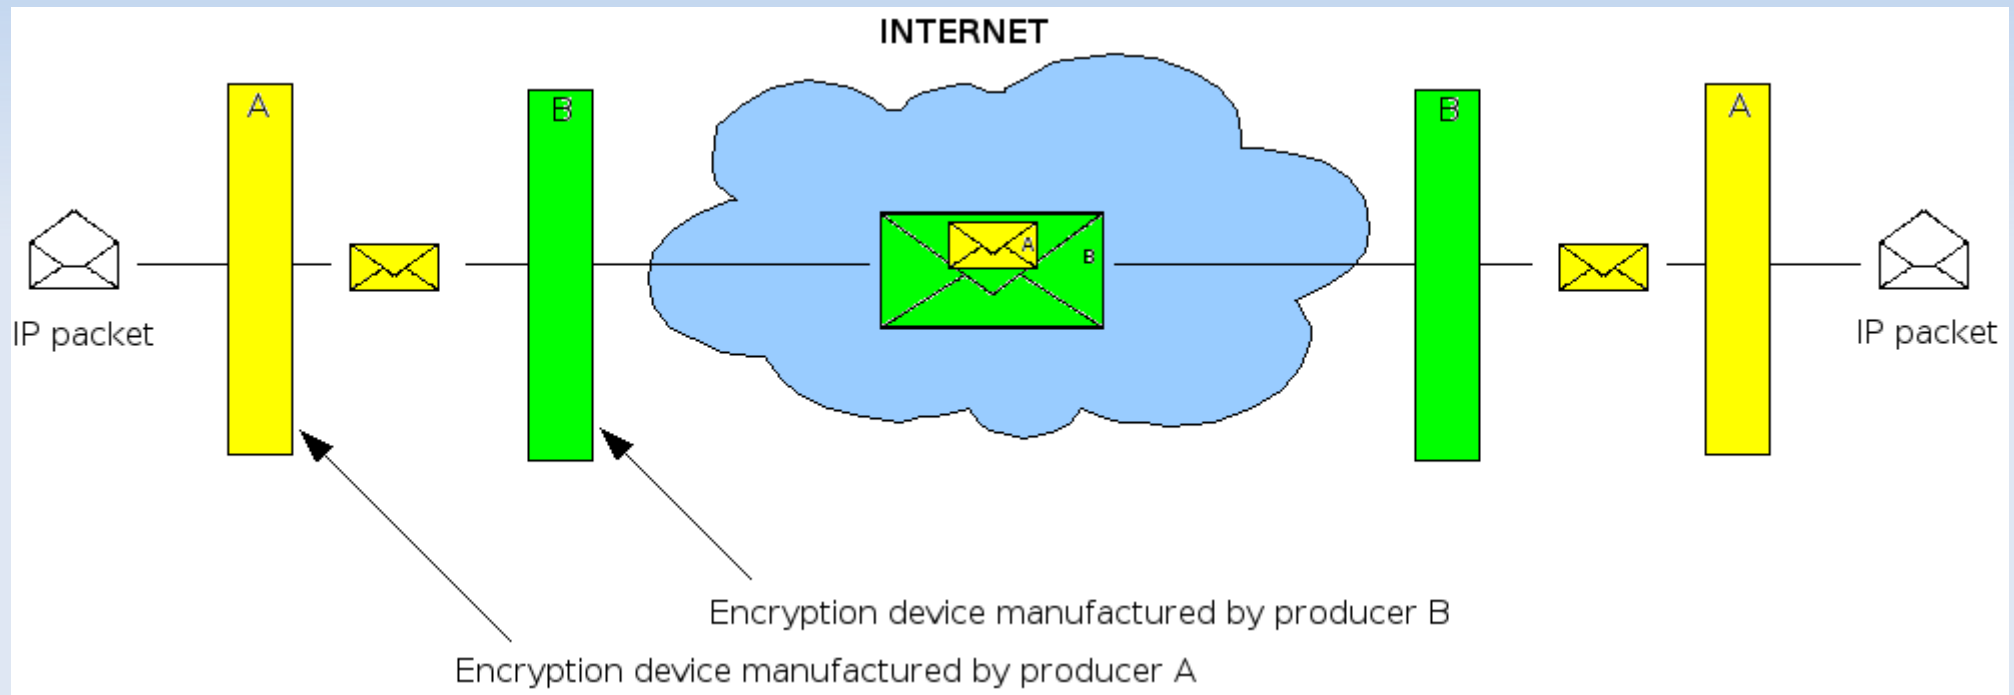 INTERNET
A
B
B
A
A
B
IP packet
IP packet
Encryption device manufactured by producer B
Encryption device manufactured by producer A